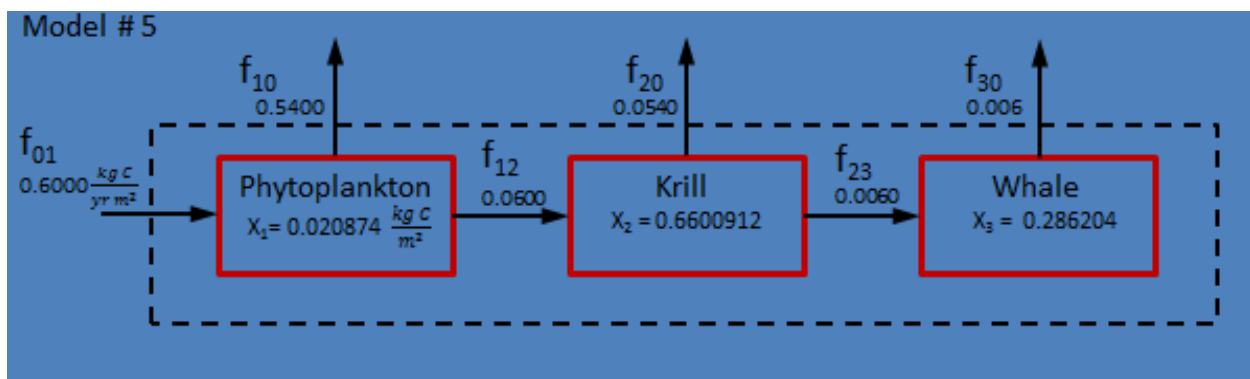 Model # 5
f₁₀
0.5400
f₂₀
0.0540
f₃₀
0.006
f₀₁
0.6000 kg C / yr m²
f₁₂
0.0600
f₂₃
0.0060
Phytoplankton
X₁= 0.020874 kg C / m²
Krill
X₂ = 0.6600912
Whale
X₃ = 0.286204